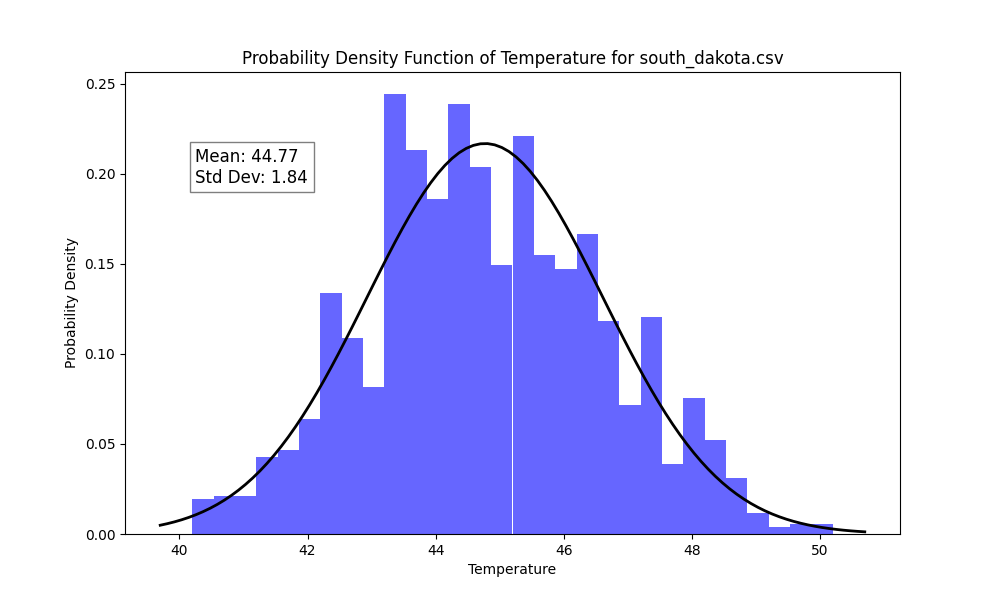 Probability Density Function of Temperature for south_dakota.csv
0.25
0.20
0.15
0.10
0.05
0.00
Probability Density
Mean: 44.77
Std Dev: 1.84
40 42 44 46 48 50
Temperature